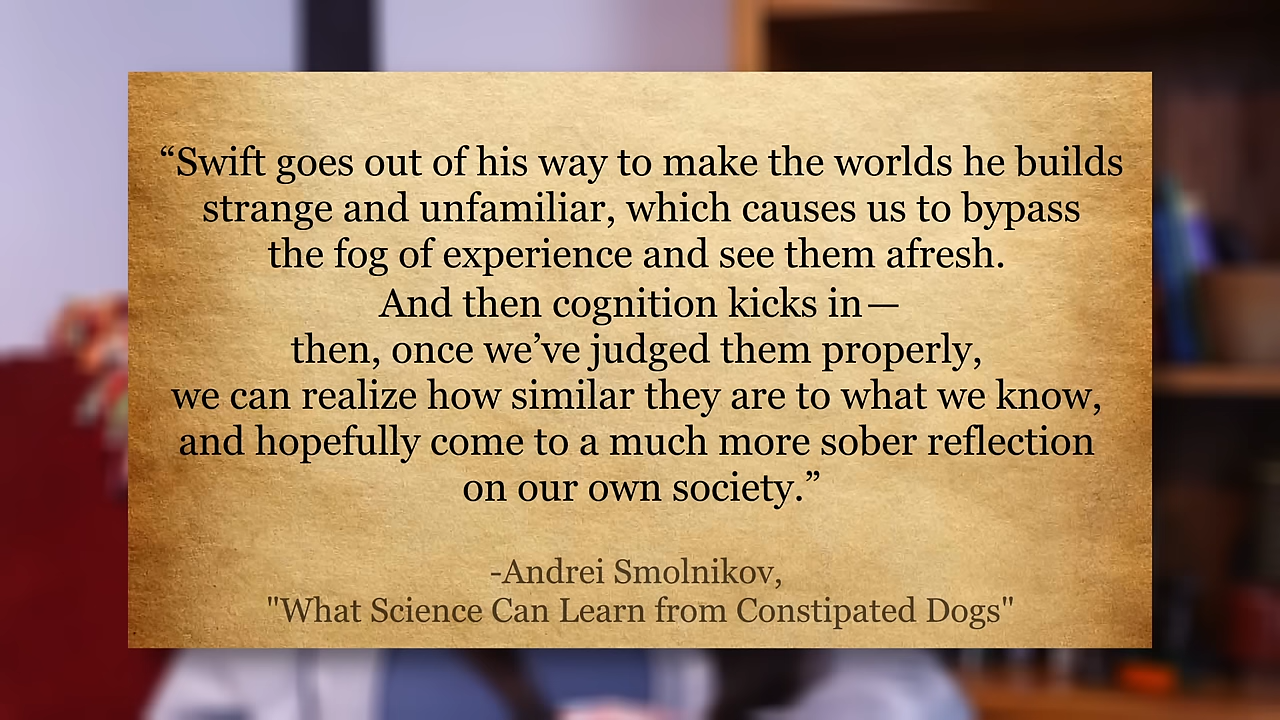 “Swift goes out of his way to make the worlds he builds
strange and unfamiliar, which causes us to bypass
the fog of experience and see them afresh.
And then cognition kicks in—
then, once we’ve judged them properly,
we can realize how similar they are to what we know,
and hopefully come to a much more sober reflection
on our own society.”
-Andrei Smolnikov,
"What Science Can Learn from Constipated Dogs"